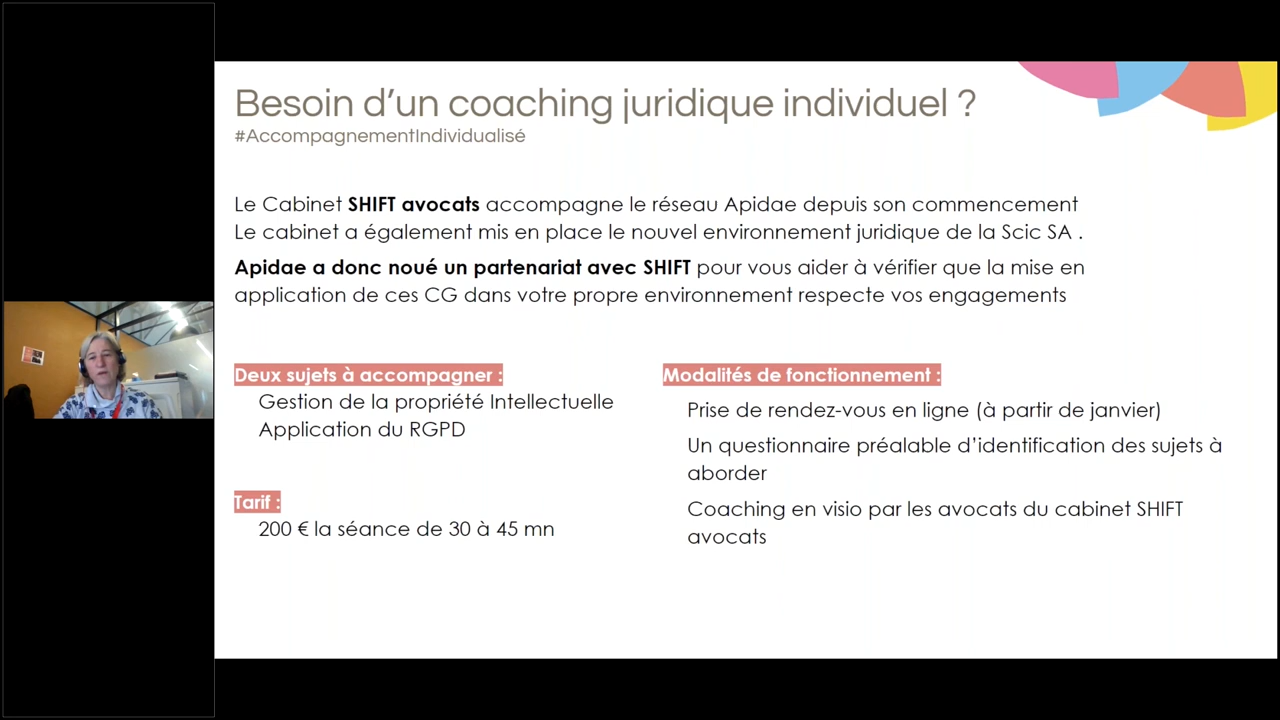 Besoin d’un coaching juridique individuel ?
#AccompagnementIndividualisé
Le Cabinet SHIFT avocats accompagne le réseau Apidae depuis son commencement
Le cabinet a également mis en place le nouvel environnement juridique de la Scic SA .
Apidae a donc noué un partenariat avec SHIFT pour vous aider à vérifier que la mise en
application de ces CG dans votre propre environnement respecte vos engagements
Deux sujets à accompagner :
Gestion de la propriété Intellectuelle
Application du RGPD
Tarif :
200 € la séance de 30 à 45 mn
Modalités de fonctionnement :
Prise de rendez-vous en ligne (à partir de janvier)
Un questionnaire préalable d’identification des sujets à
aborder
Coaching en visio par les avocats du cabinet SHIFT
avocats